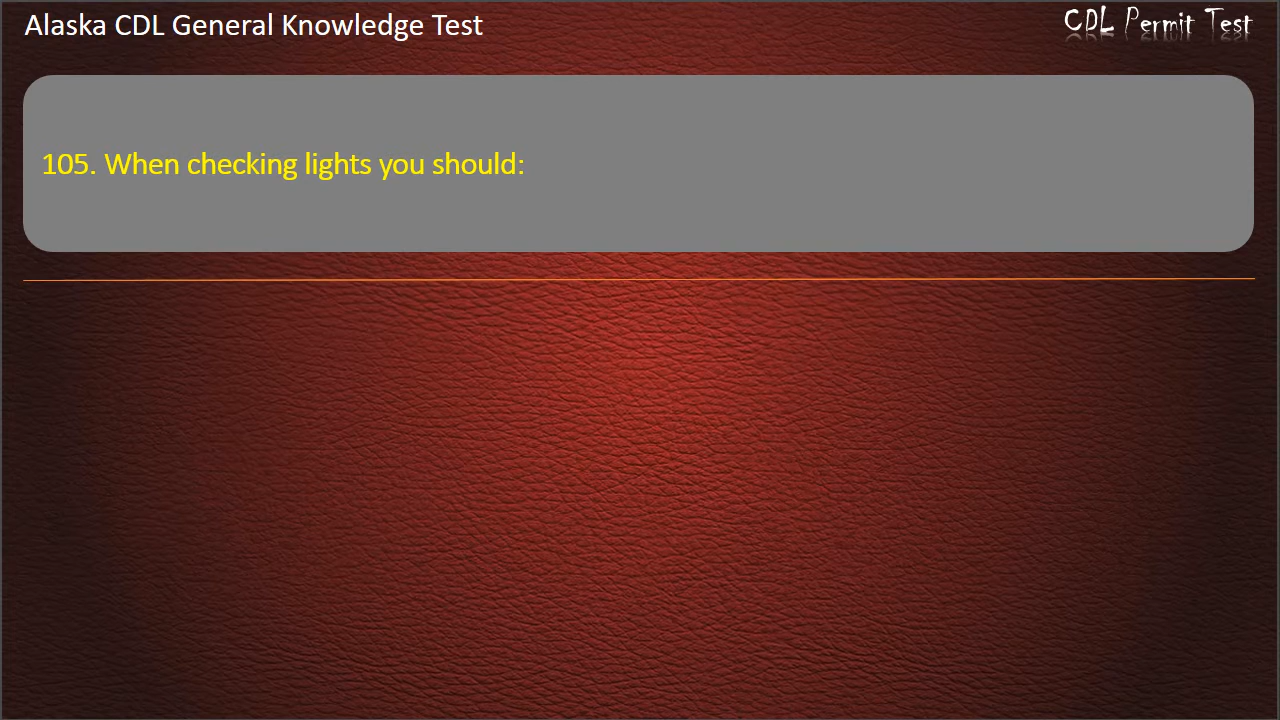 Alaska CDL General Knowledge Test
CDL Permit Test
105. When checking lights you should: